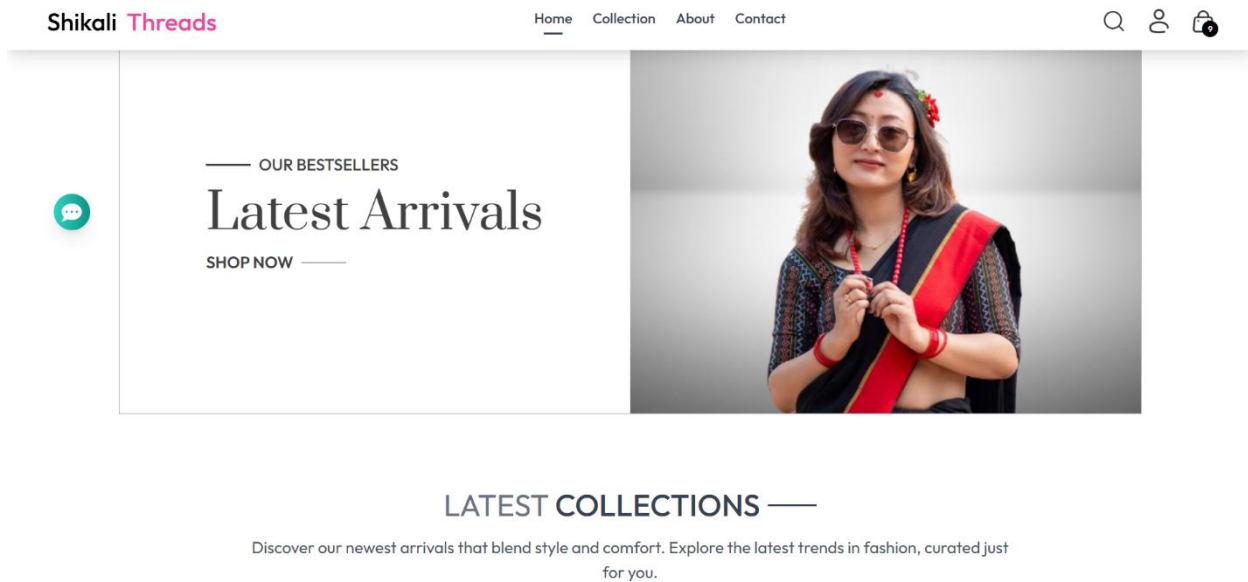 Shikali Threads
Home Collection About Contact
9
OUR BESTSELLERS
Latest Arrivals
SHOP NOW
LATEST COLLECTIONS
Discover our newest arrivals that blend style and comfort. Explore the latest trends in fashion, curated just
for you.